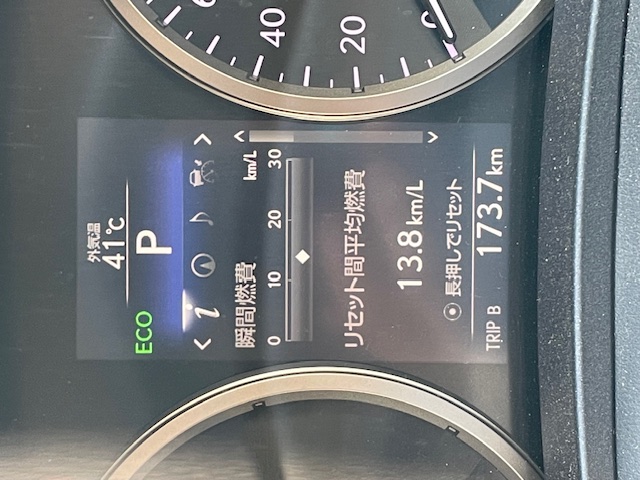 外気温
41℃
ECO
P
< i >
瞬間燃費
km/L
0 10 20 30
リセット間平均燃費
13.8 km/L
長押しでリセット
TRIP B 173.7 km
40
20
0